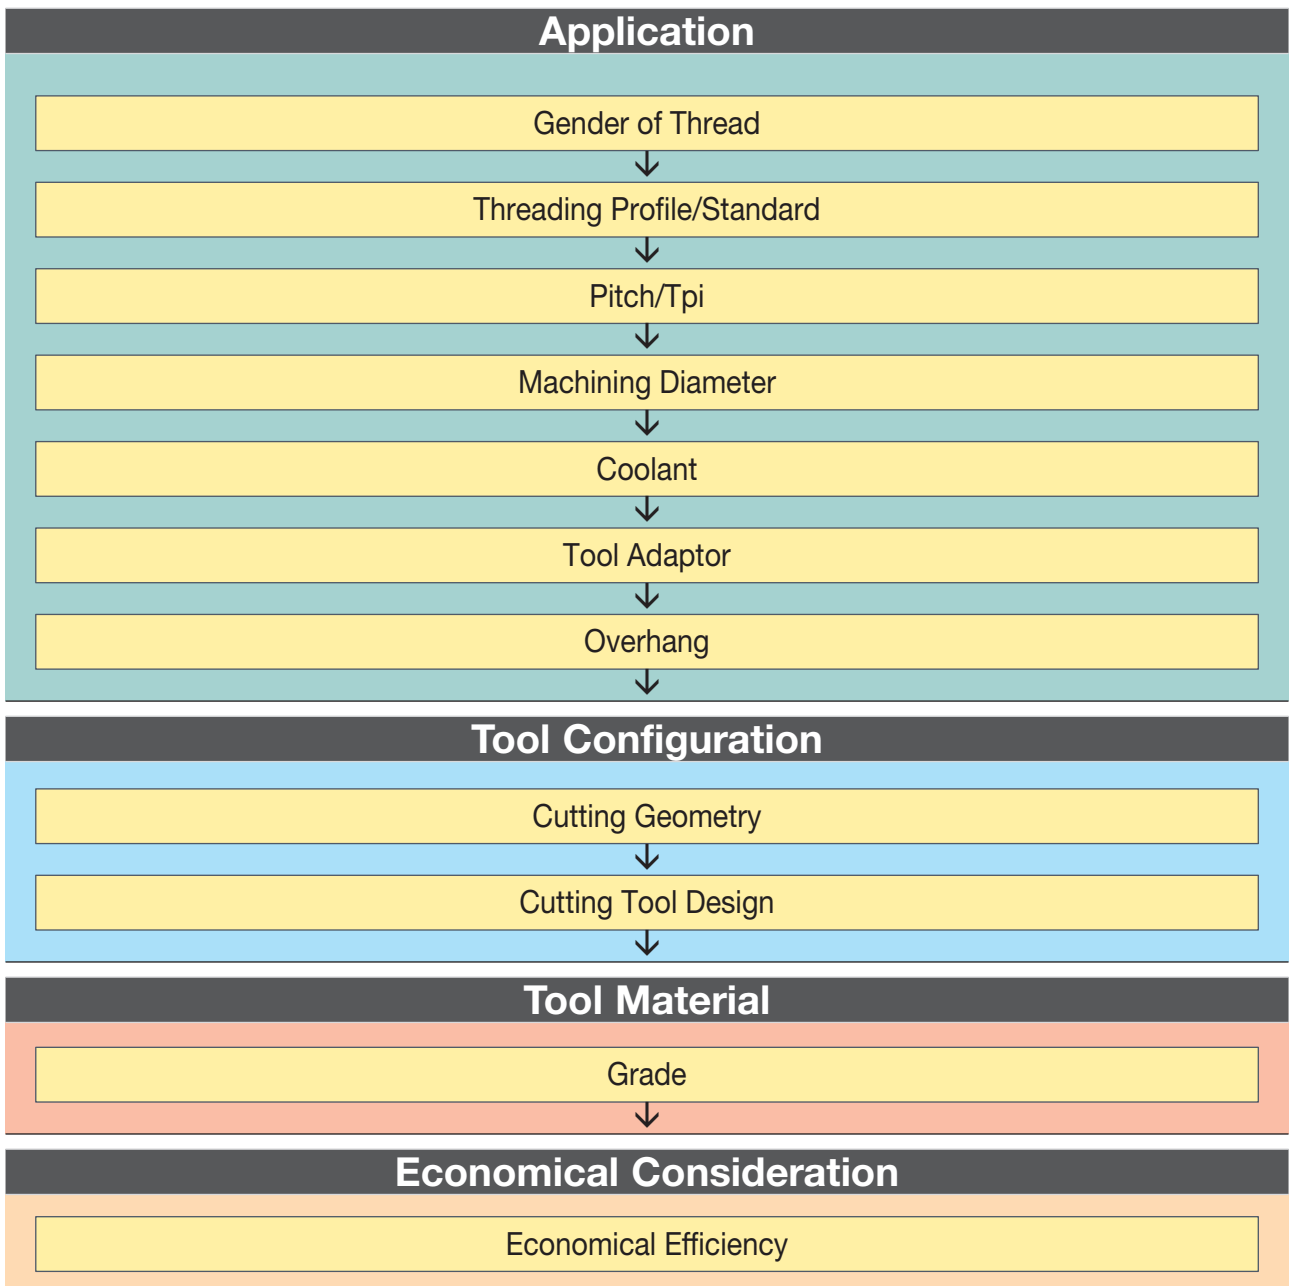 Application
Gender of Thread
Threading Profile/Standard
Pitch/Tpi
Machining Diameter
Coolant
Tool Adaptor
Overhang
Tool Configuration
Cutting Geometry
Cutting Tool Design
Tool Material
Grade
Economical Consideration
Economical Efficiency